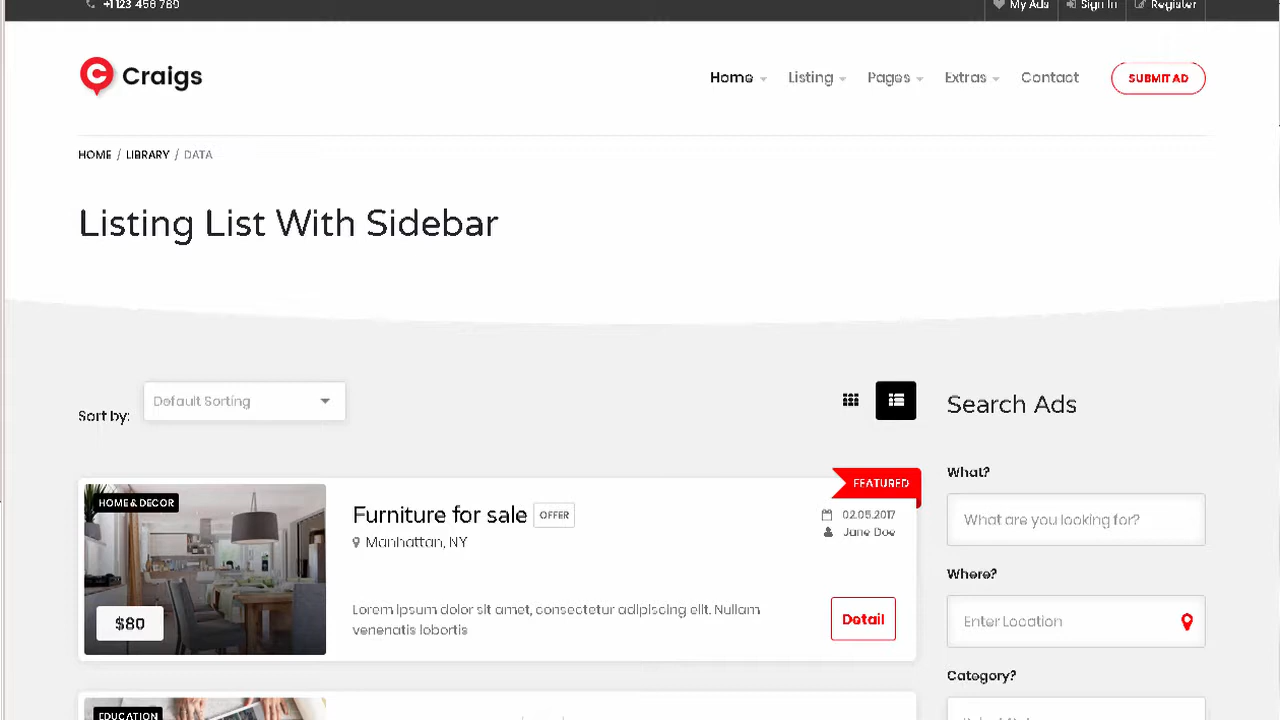 +1 123 456 789
My Ads
Sign In
Register
Craigs
Home
Listing
Pages
Extras
Contact
SUBMIT AD
HOME / LIBRARY / DATA
Listing List With Sidebar
Sort by:
Default Sorting
Search Ads
HOME & DECOR
$80
Furniture for sale
OFFER
Manhattan, NY
Lorem ipsum dolor sit amet, consectetur adipiscing elit. Nullam
venenatis lobortis
FEATURED
02.05.2017
Jane Doe
Detail
What?
What are you looking for?
Where?
Enter Location
Category?
EDUCATION